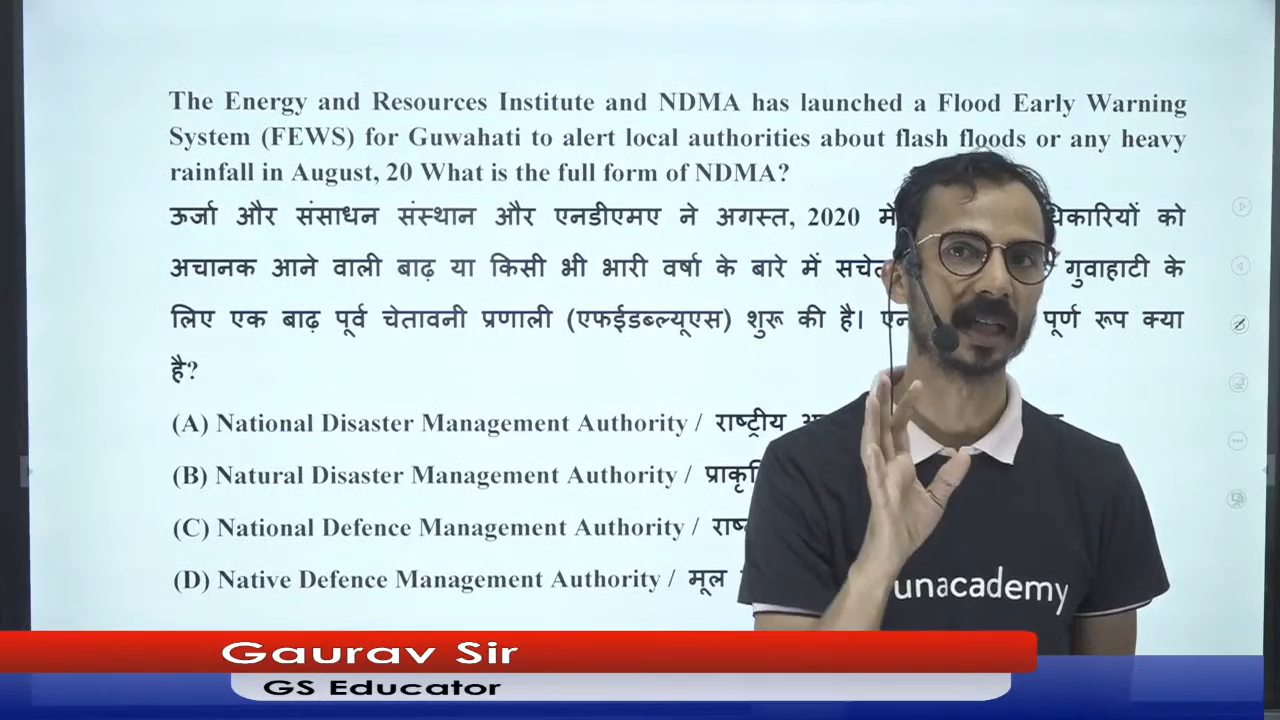 The Energy and Resources Institute and NDMA has launched a Flood Early Warning
System (FEWS) for Guwahati to alert local authorities about flash floods or any heavy
rainfall in August, 20 What is the full form of NDMA?
ऊर्जा और संसाधन संस्थान और एनडीएमए ने अगस्त, 2020 में को
अचानक आने वाली बाढ़ या किसी भी भारी वर्षा के बारे में गुवाहाटी के
लिए एक बाढ़ पूर्व चेतावनी प्रणाली (एफईडब्ल्यूएस) शुरू की है। पूर्ण रूप क्या
है?
(A) National Disaster Management Authority / राष्ट्रीय
(B) Natural Disaster Management Authority /
(C) National Defence Management Authority /
(D) Native Defence Management Authority / मूल
unacademy
Gaurav Sir
GS Educator